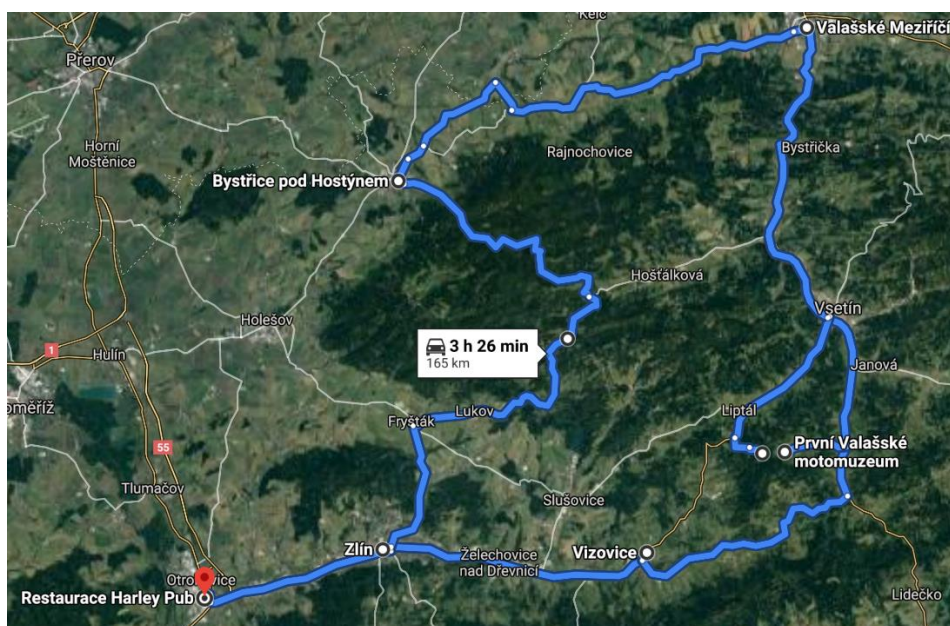 Kelč
Valašské Meziříčí
Přerov
Horní
Moštěnice
Bystřička
Rajnochovice
Bystřice pod Hostýnem
Hošťálková
Holešov
Vsetín
3 h 26 min
165 km
1
Hulín
Janová
Lukov
Fryšták
Liptál
55
První Valašské
motomuzeum
Tlumačov
Slušovice
Zlín
Želechovice
nad Dřevnicí
Vizovice
Restaurace Harley Pub
Lidečko